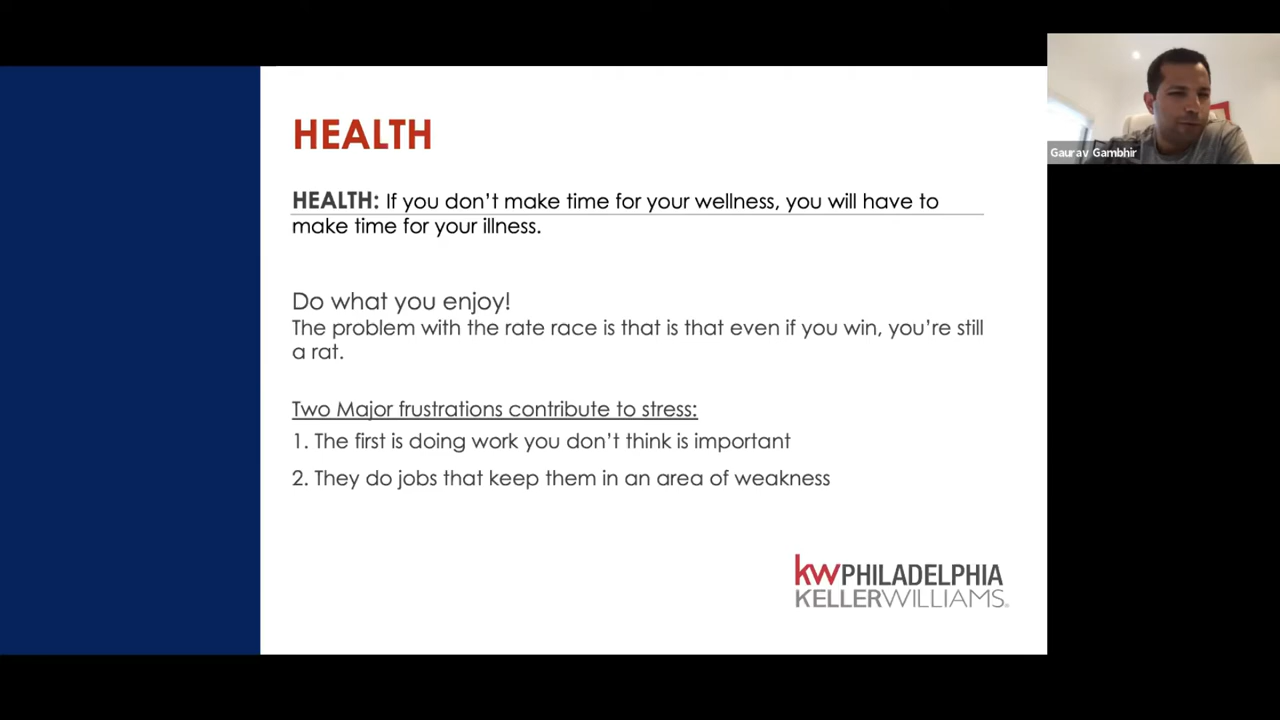 HEALTH
HEALTH: If you don't make time for your wellness, you will have to
make time for your illness.
Do what you enjoy!
The problem with the rate race is that is that even if you win, you're still
a rat.
Two Major frustrations contribute to stress:
1. The first is doing work you don't think is important
2. They do jobs that keep them in an area of weakness
kwPHILADELPHIA
KELLERWILLIAMS®
Gaurav Gambhir